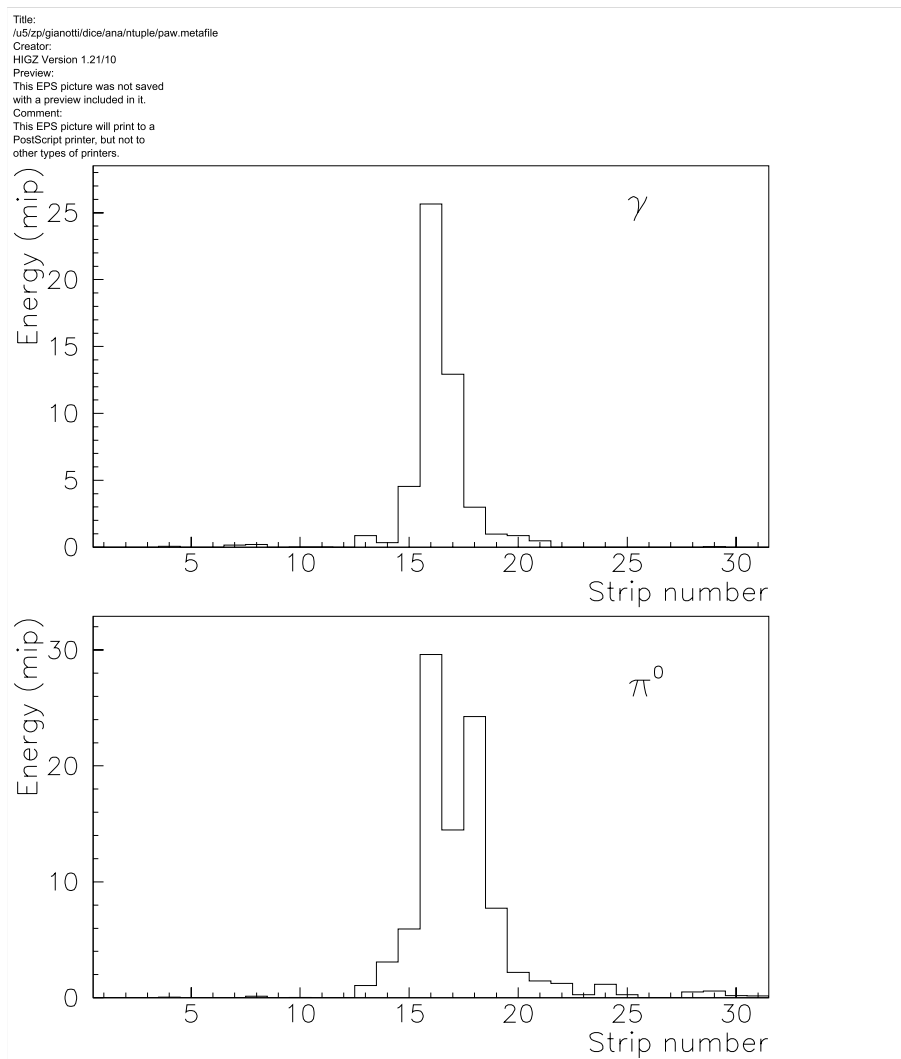 Title:
/u5/zp/gianotti/dice/ana/ntuple/paw.metafile
Creator:
HIGZ Version 1.21/10
Preview:
This EPS picture was not saved
with a preview included in it.
Comment:
This EPS picture will print to a
PostScript printer, but not to
other types of printers.
Energy (mip)
25
20
15
10
5
0
γ
5 10 15 20 25 30
Strip number
Energy (mip)
30
20
10
0
π⁰
5 10 15 20 25 30
Strip number